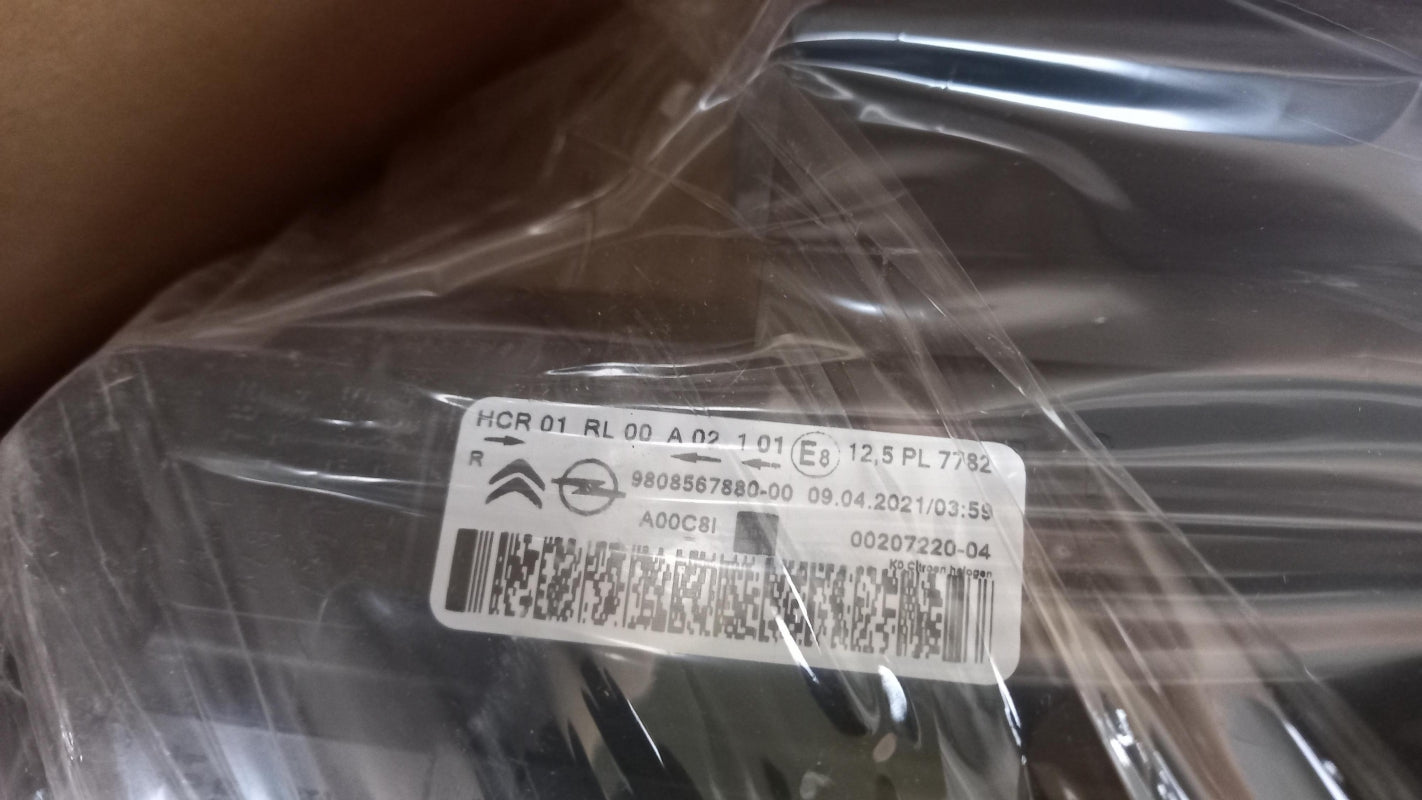 HCR 01 RL 00 A 02 1 01 E8 12,5 PL 7782
R
9808567880-00 09.04.2021/03:59
A00C8I
00207220-04
K0 Citroen halogen